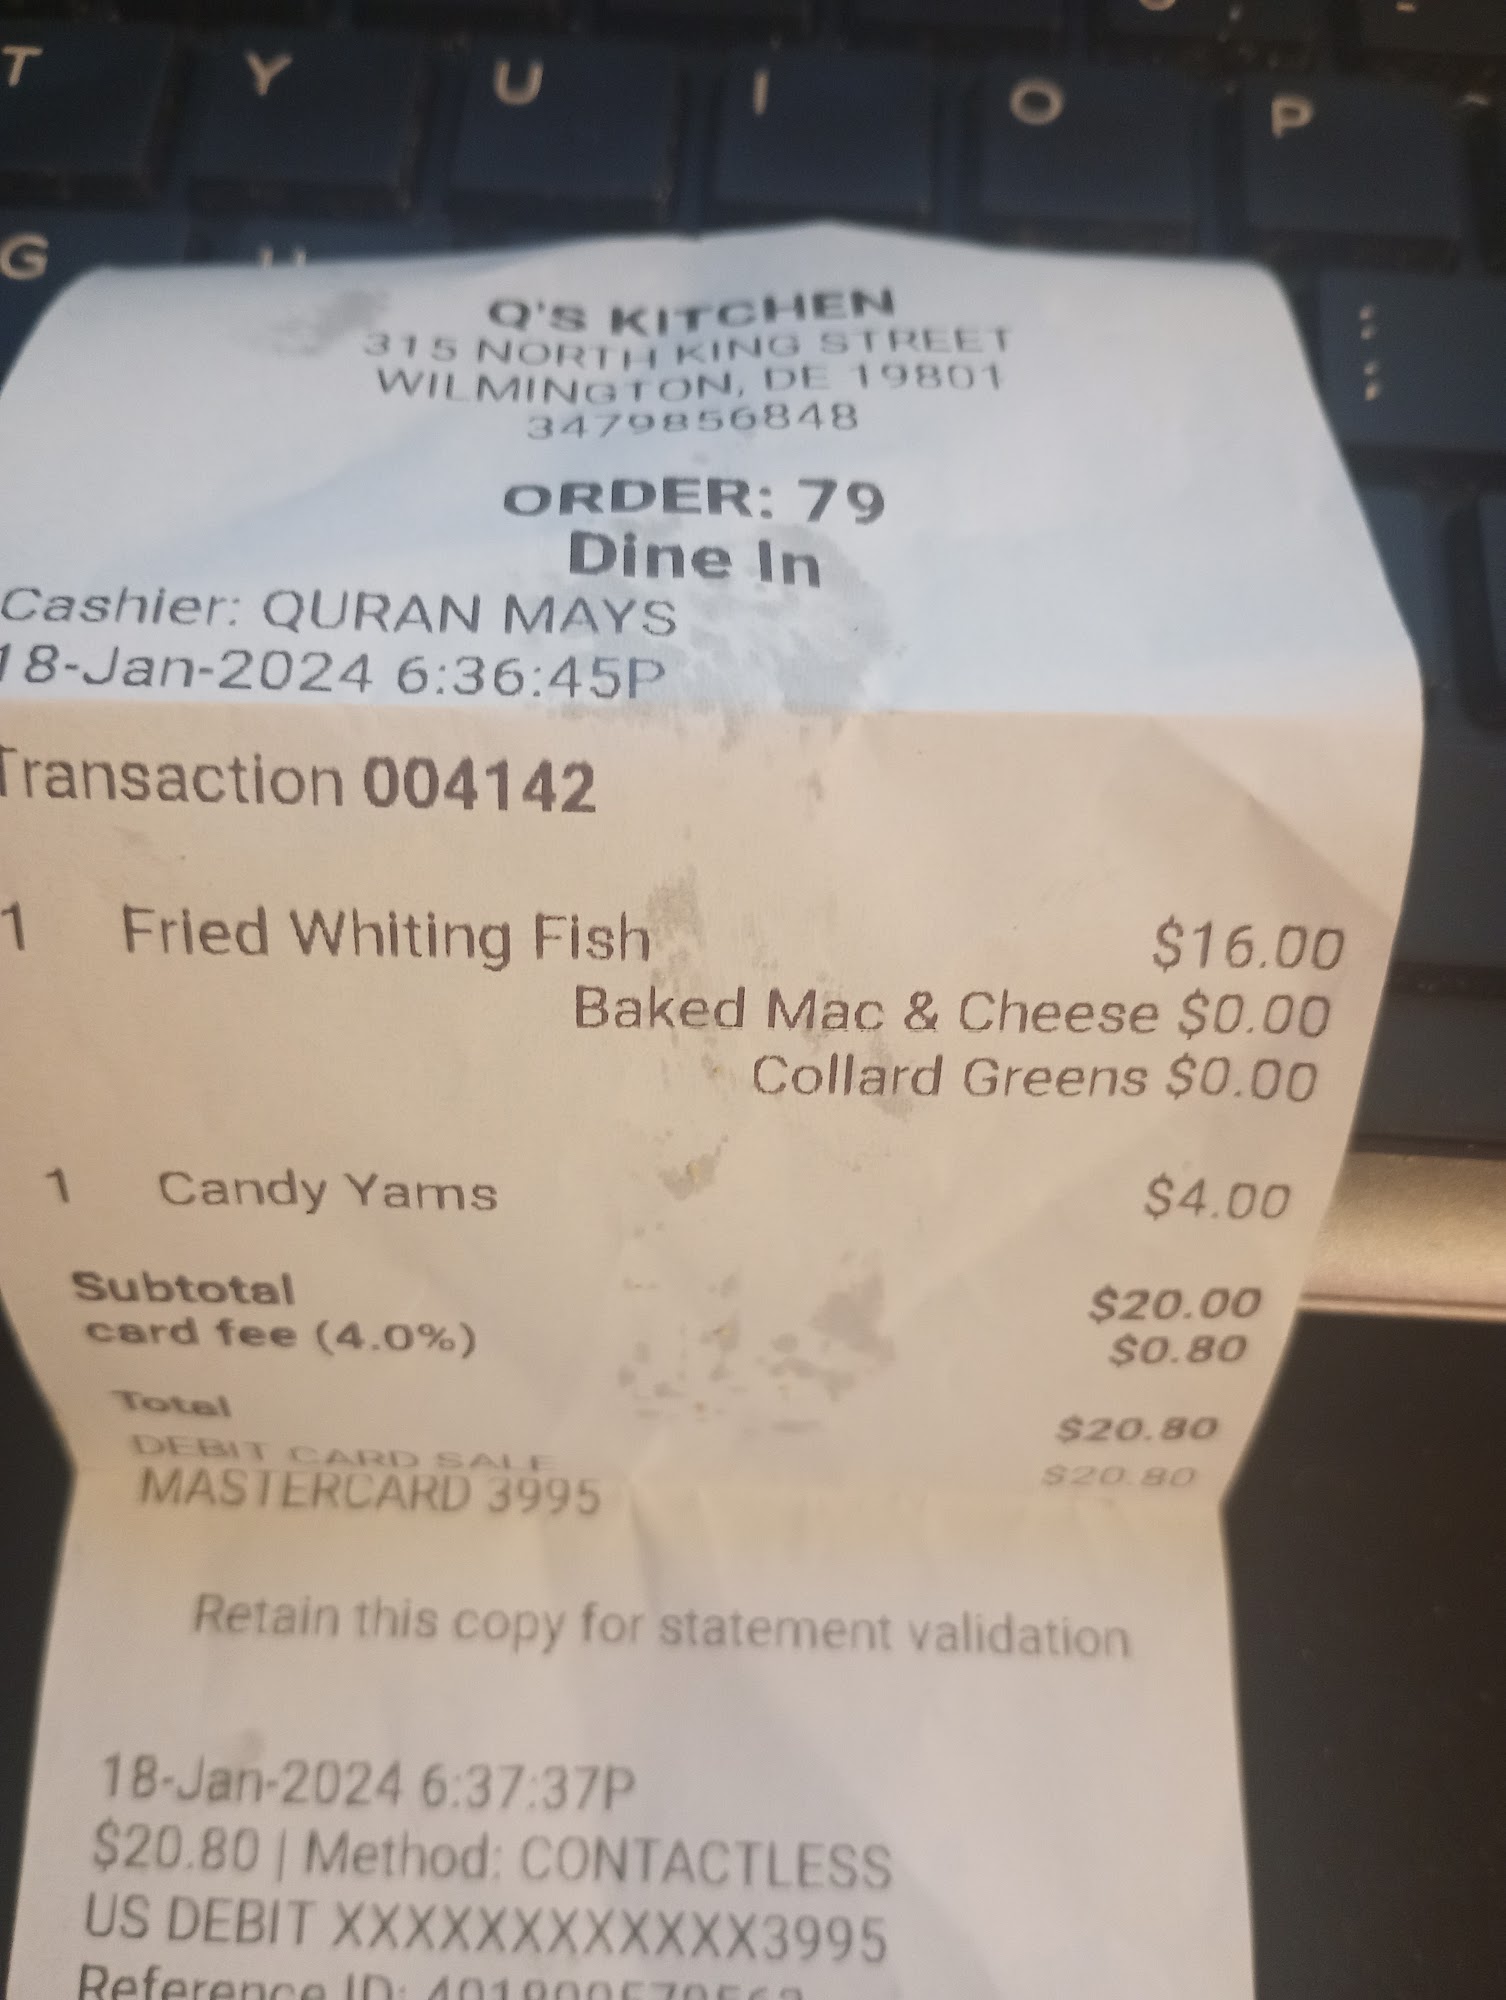 T Y U I O P
G
Q'S KITCHEN
315 NORTH KING STREET
WILMINGTON, DE 19801
3479856848
ORDER: 79
Dine In
Cashier: QURAN MAYS
18-Jan-2024 6:36:45P
Transaction 004142
1 Fried Whiting Fish $16.00
Baked Mac & Cheese $0.00
Collard Greens $0.00
1 Candy Yams $4.00
Subtotal $20.00
card fee (4.0%) $0.80
Total $20.80
DEBIT CARD SALE $20.80
MASTERCARD 3995
Retain this copy for statement validation
18-Jan-2024 6:37:37P
$20.80 | Method: CONTACTLESS
US DEBIT XXXXXXXXXXXX3995
Reference ID: